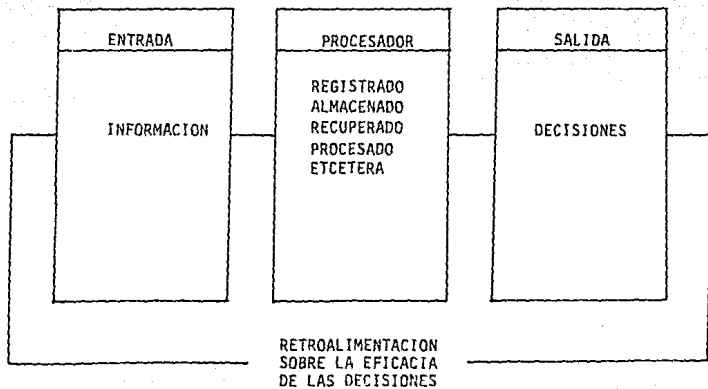 ENTRADA
INFORMACION
PROCESADOR
REGISTRADO
ALMACENADO
RECUPERADO
PROCESADO
ETCETERA
SALIDA
DECISIONES
RETROALIMENTACION
SOBRE LA EFICACIA
DE LAS DECISIONES